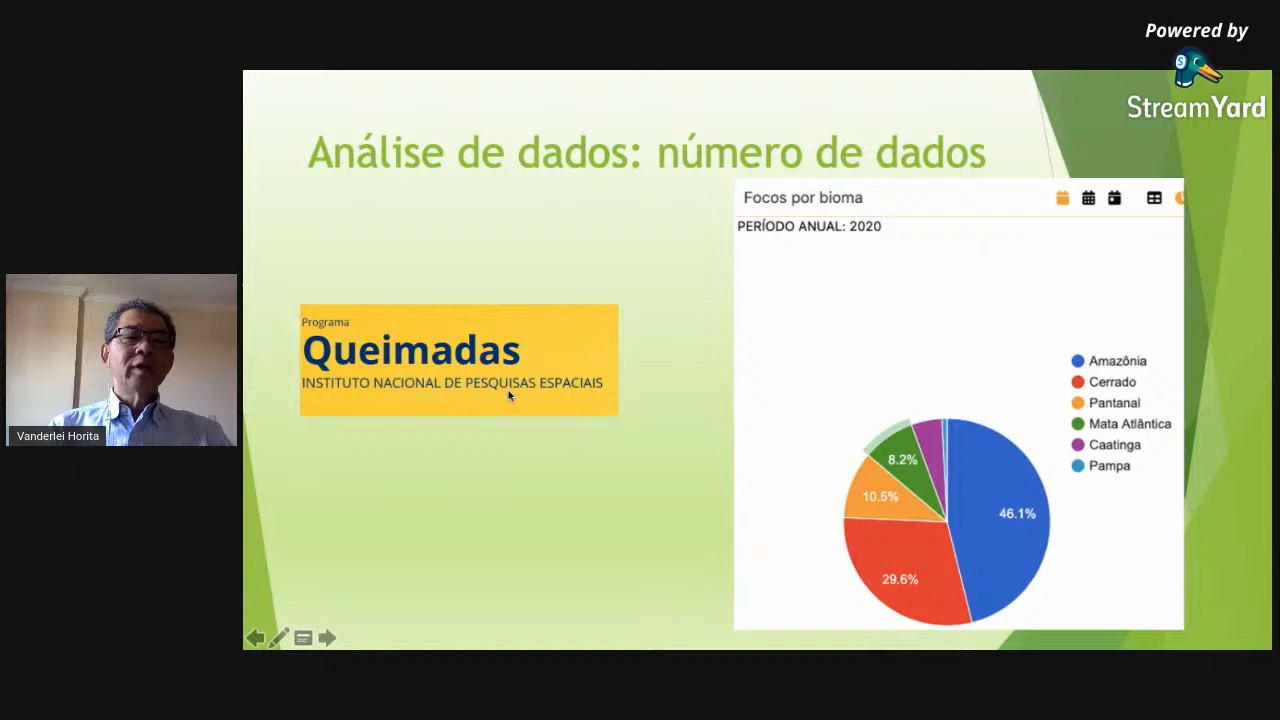 Powered by
StreamYard
Análise de dados: número de dados
Focos por bioma
PERÍODO ANUAL: 2020
Programa
Queimadas
INSTITUTO NACIONAL DE PESQUISAS ESPACIAIS
Amazônia
Cerrado
Pantanal
Mata Atlântica
Caatinga
Pampa
8.2%
10.5%
46.1%
29.6%
Vanderlei Horita